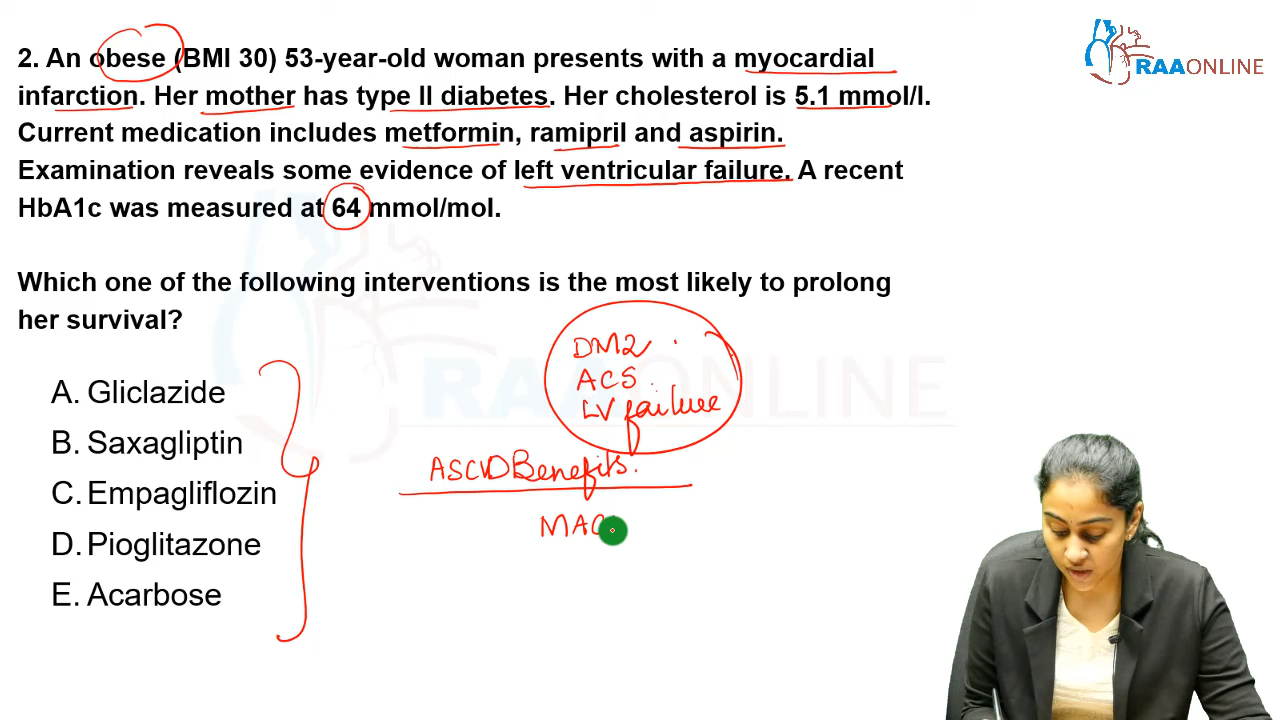 2. An obese (BMI 30) 53-year-old woman presents with a myocardial
infarction. Her mother has type II diabetes. Her cholesterol is 5.1 mmol/l.
Current medication includes metformin, ramipril and aspirin.
Examination reveals some evidence of left ventricular failure. A recent
HbA1c was measured at 64 mmol/mol.
Which one of the following interventions is the most likely to prolong
her survival?
A. Gliclazide
B. Saxagliptin
C. Empagliflozin
D. Pioglitazone
E. Acarbose
DM2
ACS
LV failure
ASCVD Benefits.
MAC
RAAONLINE
RAAONLINE